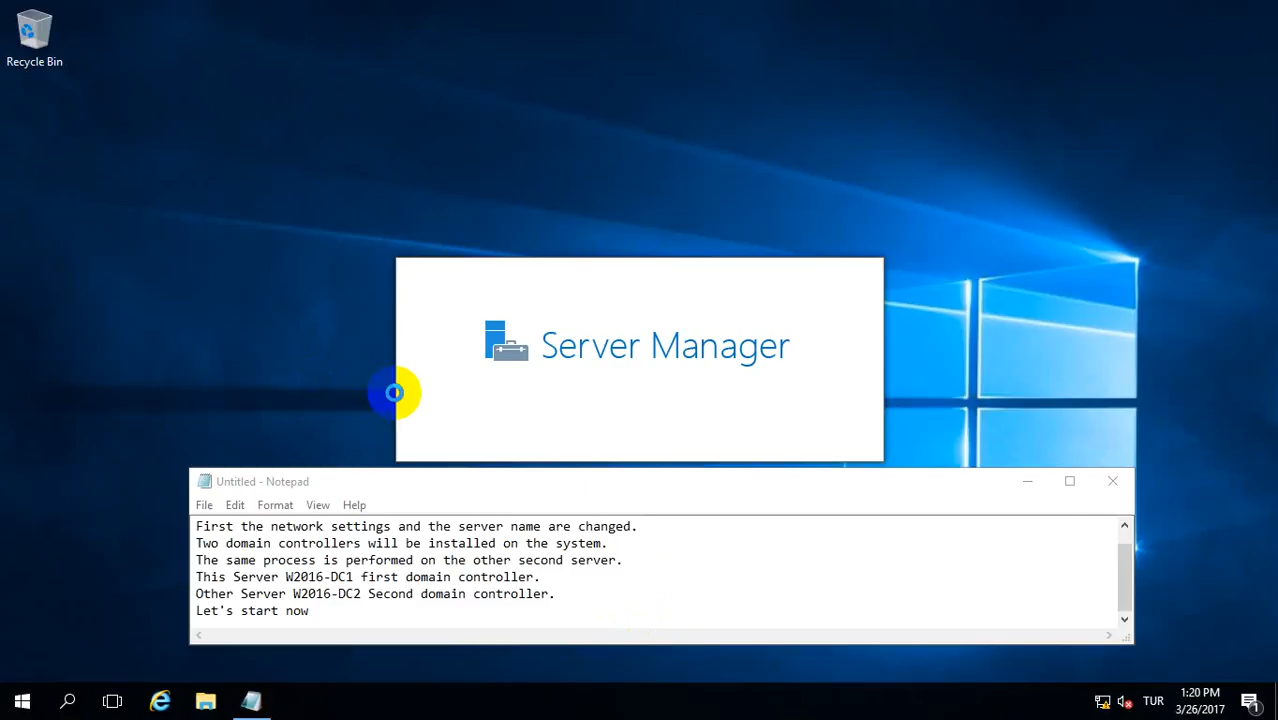 Recycle Bin
Server Manager
Untitled - Notepad
File Edit Format View Help
First the network settings and the server name are changed.
Two domain controllers will be installed on the system.
The same process is performed on the other second server.
This Server W2016-DC1 first domain controller.
Other Server W2016-DC2 Second domain controller.
Let's start now
TUR
1:20 PM
3/26/2017
1